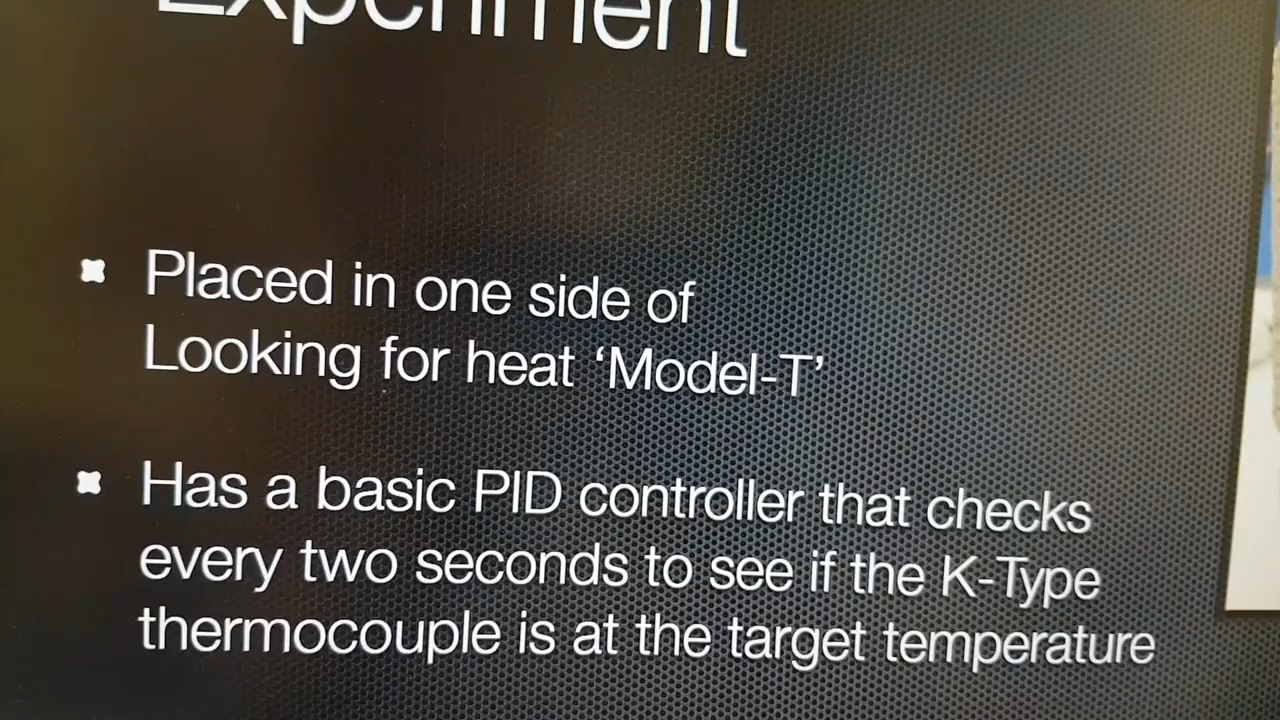 Experiment
Placed in one side of
Looking for heat ‘Model-T’
Has a basic PID controller that checks
every two seconds to see if the K-Type
thermocouple is at the target temperature